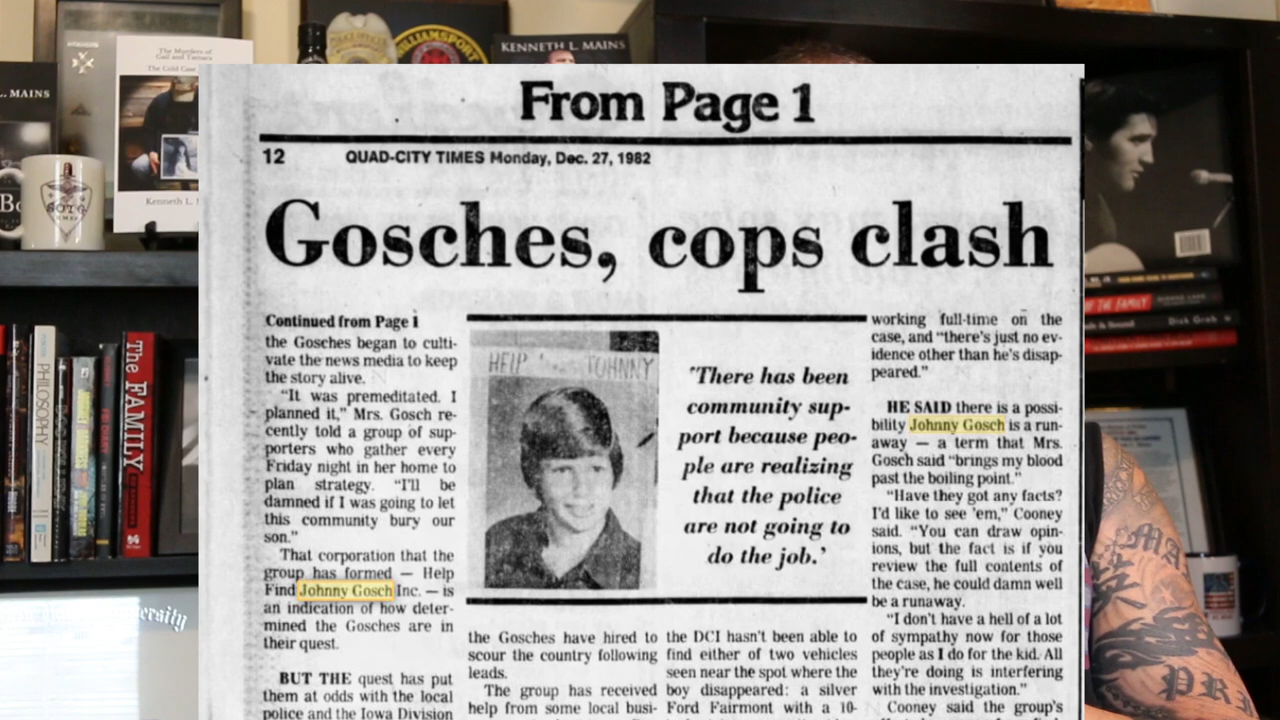 The Murders of
Gail and Tamara
KENNETH L. MAINS
MAINS
Kenneth L.
SOTG
PHILOSOPHY
The FAMILY
From Page 1
12 QUAD-CITY TIMES Monday, Dec. 27, 1982
Gosches, cops clash
Continued from Page 1
the Gosches began to culti-
vate the news media to keep
the story alive.
“It was premeditated. I
planned it,” Mrs. Gosch re-
cently told a group of sup-
porters who gather every
Friday night in her home to
plan strategy. “I’ll be
damned if I was going to let
this community bury our
son.”
That corporation that the
group has formed — Help
Find Johnny Gosch Inc. — is
an indication of how deter-
mined the Gosches are in
their quest.
BUT THE quest has put
them at odds with the local
police and the Iowa Division
HELP JOHNNY
'There has been
community sup-
port because peo-
ple are realizing
that the police
are not going to
do the job.'
the Gosches have hired to
scour the country following
leads.
The group has received
help from some local busi-
the DCI hasn't been able to
find either of two vehicles
seen near the spot where the
boy disappeared: a silver
Ford Fairmont with a 10-
working full-time on the
case, and “there’s just no ev-
idence other than he’s disap-
peared.”
HE SAID there is a possi-
bility Johnny Gosch is a run-
away — a term that Mrs.
Gosch said “brings my blood
past the boiling point.”
“Have they got any facts?
I’d like to see ’em,” Cooney
said. “You can draw opin-
ions, but the fact is if you
review the full contents of
the case, he could damn well
be a runaway.
“I don’t have a hell of a lot
of sympathy now for those
people as I do for the kid. All
they’re doing is interfering
with the investigation.”
Cooney said the group’s
THE FAMILY